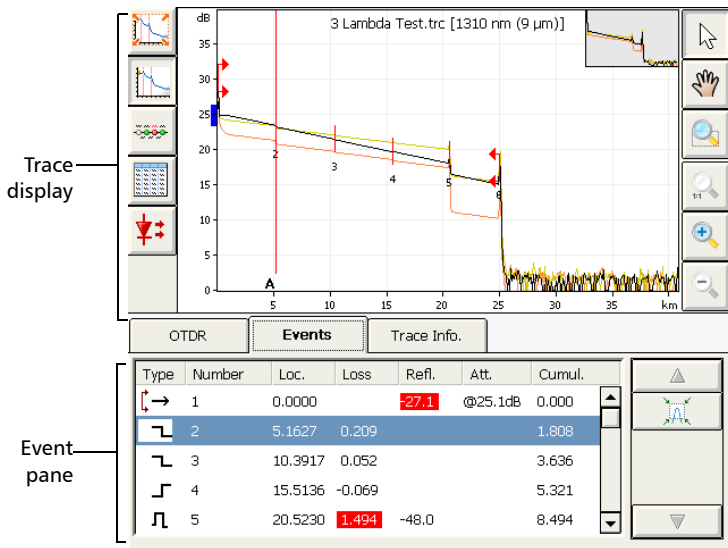 Trace
display
dB
3 Lambda Test.trc [1310 nm (9 µm)]
35
30
25
20
15
10
5
0
2
3
4
5
6
A
5
10
15
20
25
30
35
km
1:1
OTDR
Events
Trace Info.
Event
pane
Type Number Loc. Loss Refl. Att. Cumul.
1 0.0000 -27.1 @25.1dB 0.000
2 5.1627 0.209 1.808
3 10.3917 0.052 3.636
4 15.5136 -0.069 5.321
5 20.5230 1.494 -48.0 8.494